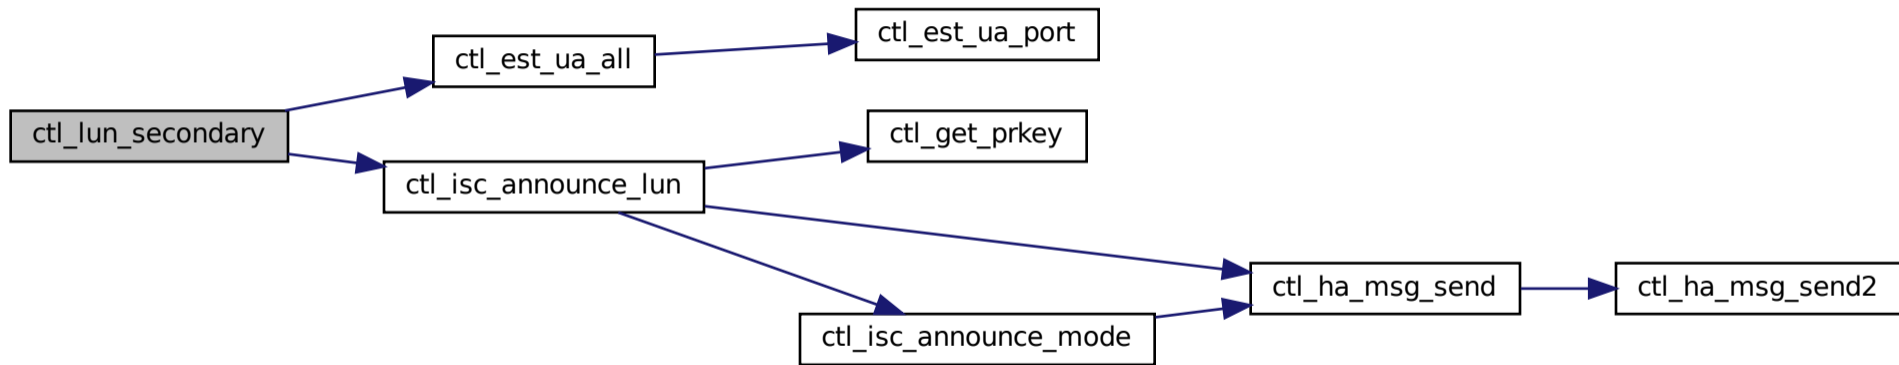 ctl_est_ua_port
ctl_est_ua_all
ctl_lun_secondary
ctl_get_prkey
ctl_isc_announce_lun
ctl_ha_msg_send
ctl_ha_msg_send2
ctl_isc_announce_mode